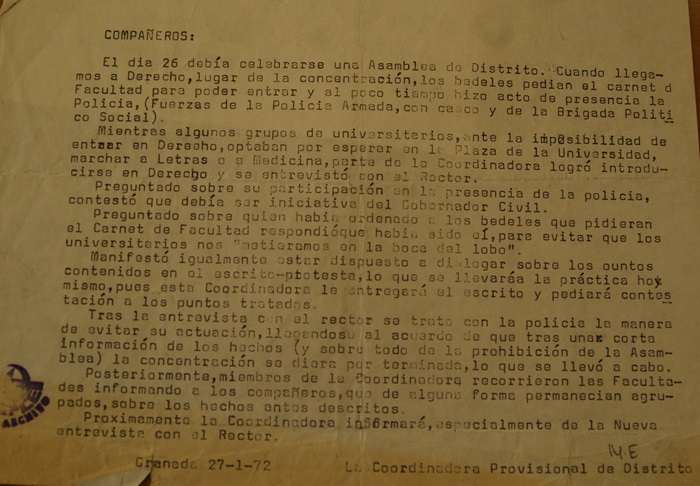 COMPAÑEROS:
El dia 26 debía celebrarse una Asamblea de Distrito. Cuando llega-
mos a Derecho,lugar de la concentración,los bedeles pedian el carnet d
Facultad para poder entrar y al poco tiempo hizo acto de presencia la
Policia,(Fuerzas de la Policia Armada,con casco y de la Brigada Politi
co Social).
Mientras algunos grupos de universitarios,ante la imposibilidad de
entrar en Derecho,optaban por esperar en la Plaza de la Universidad,
marchar a Letras o a Medicina,parte de la Coordinadora logró introdu-
cirse en Derecho y se entrevistó con el Rector.
Preguntado sobre su participación en la presencia de la policia,
contestó que debía ser iniciativa del Gobernador Civil.
Preguntado sobre quien habia ordenado a los bedeles que pidieran
el Carnet de Facultad respondióque habia sido él,para evitar que los
universitarios nos "metieramos en la boca del lobo".
Manifestó igualmente estar dispuesto a dialogar sobre los puntos
contenidos en el escrito-protesta,lo que se llevaráa la práctica hoy
mismo,pues esta Coordinadora le entregará el escrito y pediará contes
tación a los puntos tratados.
Tras la entrevista con el rector se trato con la policia la manera
de evitar su actuación,llegandose al acuerdo de que tras una corta
información de los hechos (y sobre todo de la prohibición de la Asam-
blea) la concentración se diera por terminada,lo que se llevó a cabo.
Posteriormente,miembros de la Coordinadora recorrieron las Faculta-
des informando a los compañeros,que de alguna forma permanecian agru-
pados,sobre los hechos antes descritos.
Proximamente la Coordinadora informará,especialmente de la Nueva
entrevista con el Rector.
M.E
Granada 27-1-72 La Coordinadora Provisional de Distrito
ARCHIVO